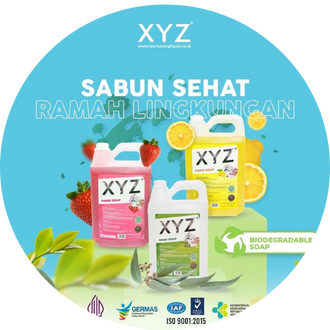 XYZ
SABUN SEHAT
RAMAH LINGKUNGAN
XYZ
HAND SOAP
XYZ
HAND SOAP
XYZ
HAND SOAP
BIODEGRADABLE
SOAP
GERMAS
IAF
ISO 9001:2015